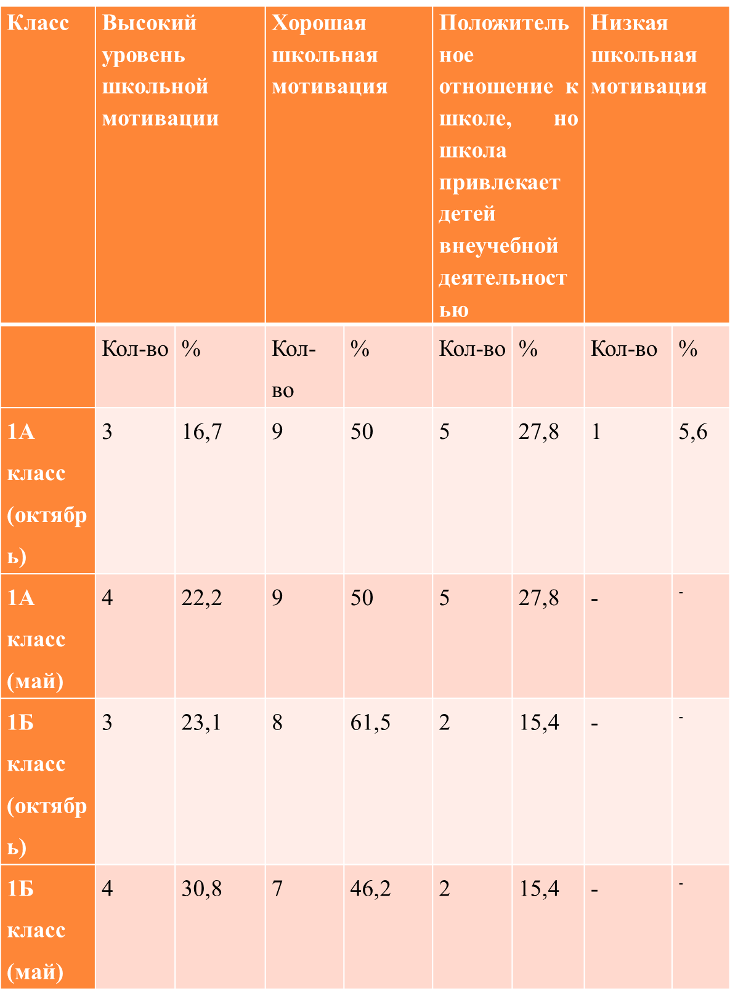 Класс
Высокий
уровень
школьной
мотивации
Хорошая
школьная
мотивация
Положитель
ное
отношение к
школе, но
школа
привлекает
детей
внеучебной
деятельност
ью
Низкая
школьная
мотивация
Кол-во
%
Кол-
во
%
Кол-во
%
Кол-во
%
1А
класс
(октябр
ь)
3
16,7
9
50
5
27,8
1
5,6
1А
класс
(май)
4
22,2
9
50
5
27,8
-
-
1Б
класс
(октябр
ь)
3
23,1
8
61,5
2
15,4
-
-
1Б
класс
(май)
4
30,8
7
46,2
2
15,4
-
-